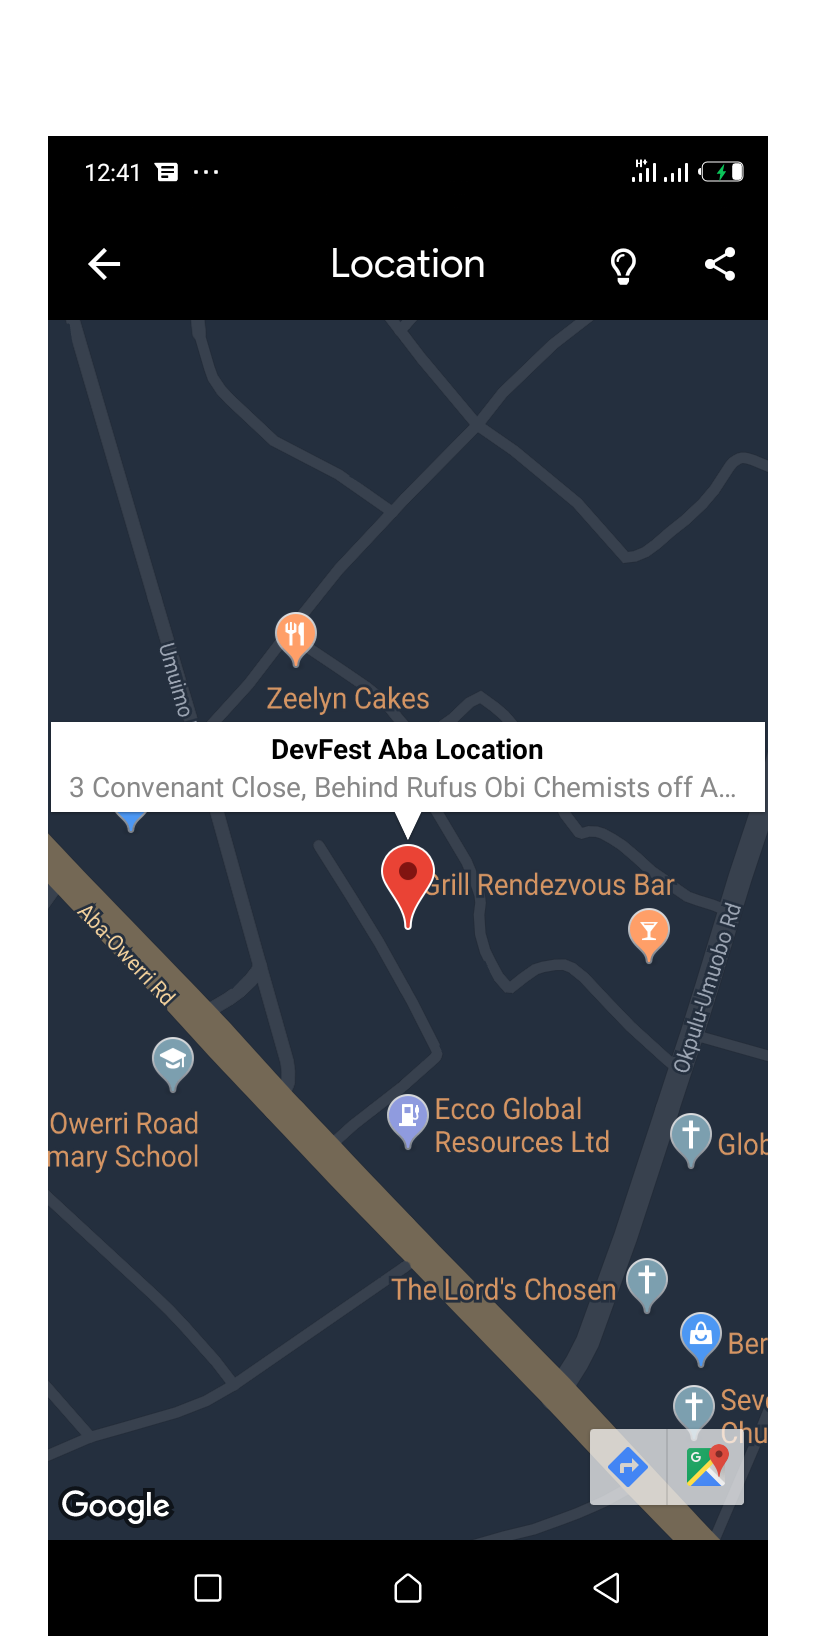 12:41
H+
Location
Umuimo
Zeelyn Cakes
DevFest Aba Location
3 Convenant Close, Behind Rufus Obi Chemists off A...
Grill Rendezvous Bar
Aba-Owerri Rd
Okpulu-Umuobo Rd
Owerri Road
mary School
Ecco Global
Resources Ltd
Glob
The Lord's Chosen
Ber
Seve
Chu
G
Google